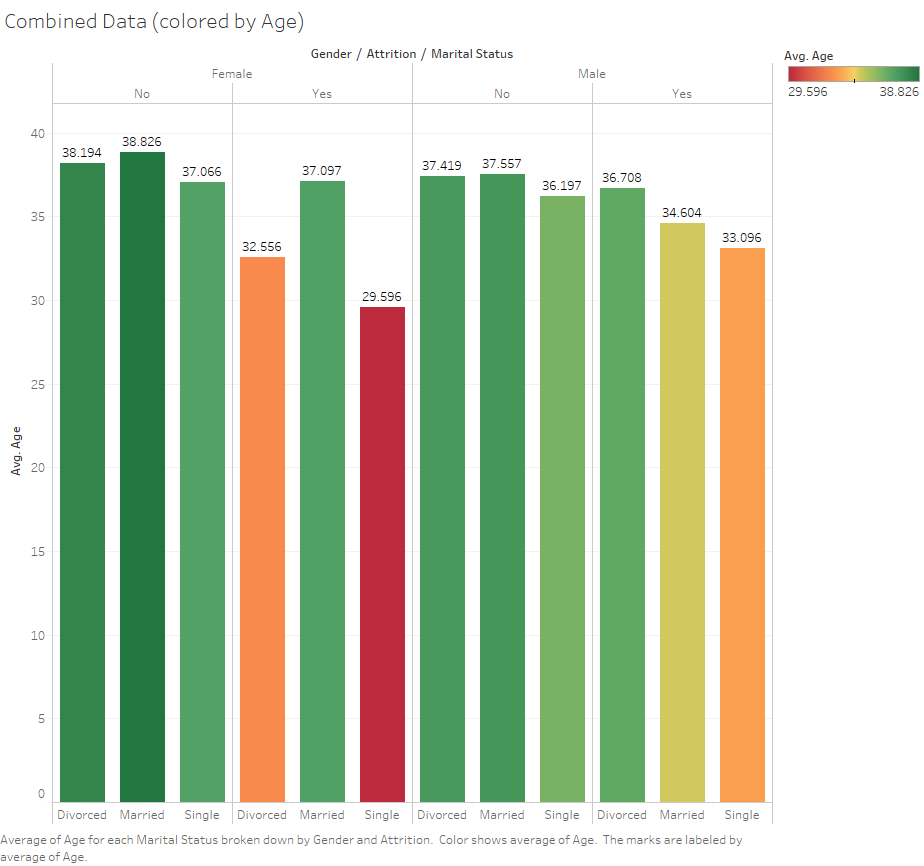 Combined Data (colored by Age)
Gender / Attrition / Marital Status
Female Male
No Yes No Yes
Avg. Age
29.596 38.826
40
35
30
25
20
15
10
5
0
Avg. Age
38.194 38.826 37.066 32.556 37.097 29.596 37.419 37.557 36.197 36.708 34.604 33.096
Divorced Married Single Divorced Married Single Divorced Married Single Divorced Married Single
Average of Age for each Marital Status broken down by Gender and Attrition. Color shows average of Age. The marks are labeled by
average of Age.